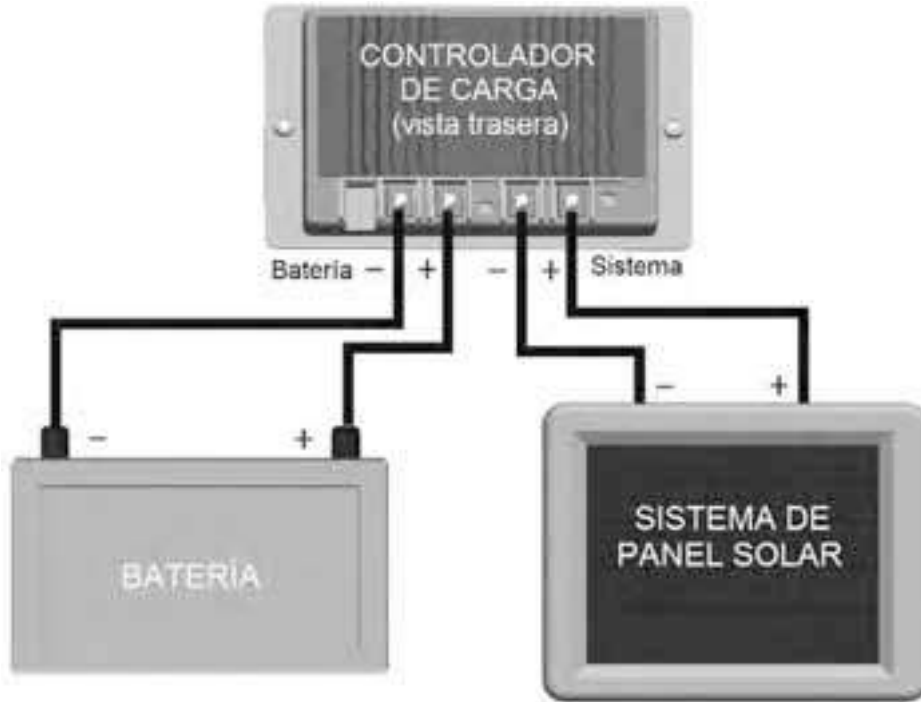 CONTROLADOR
DE CARGA
(vista trasera)
Batería − + − + Sistema
− +
− +
BATERÍA
SISTEMA DE
PANEL SOLAR